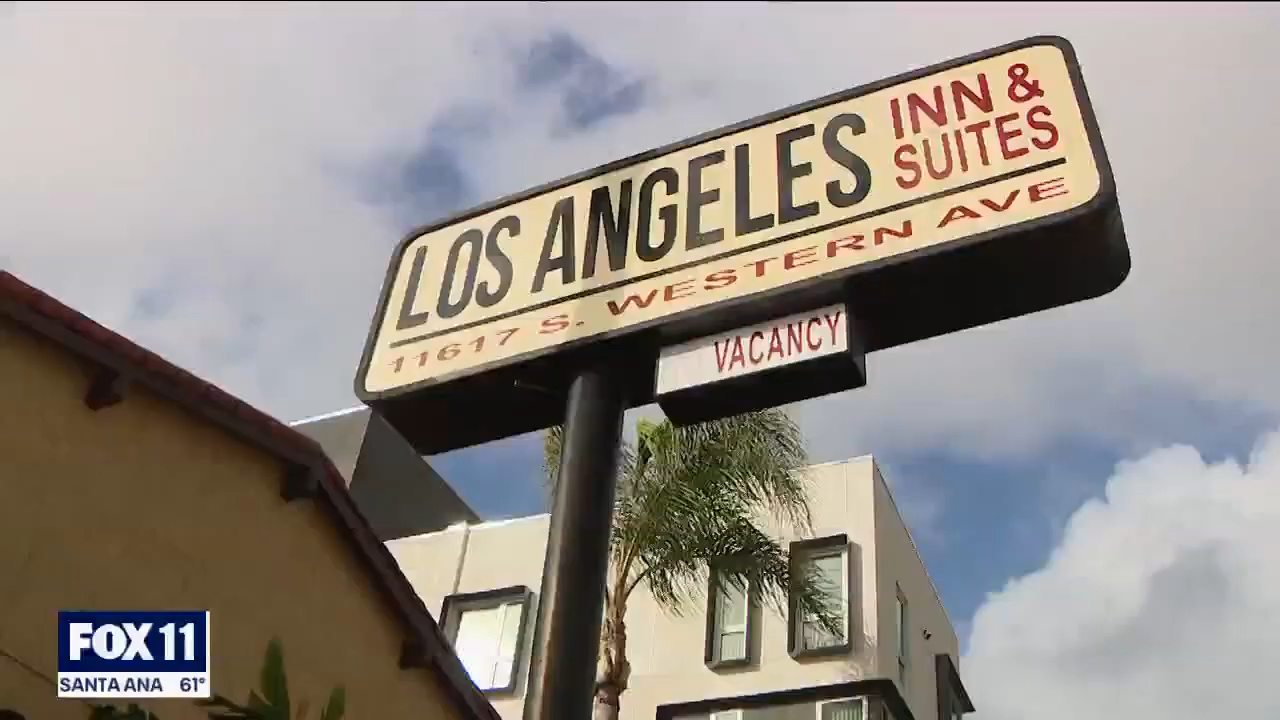 LOS ANGELES INN &
SUITES
11617 S. WESTERN AVE
VACANCY
FOX 11
SANTA ANA 61°